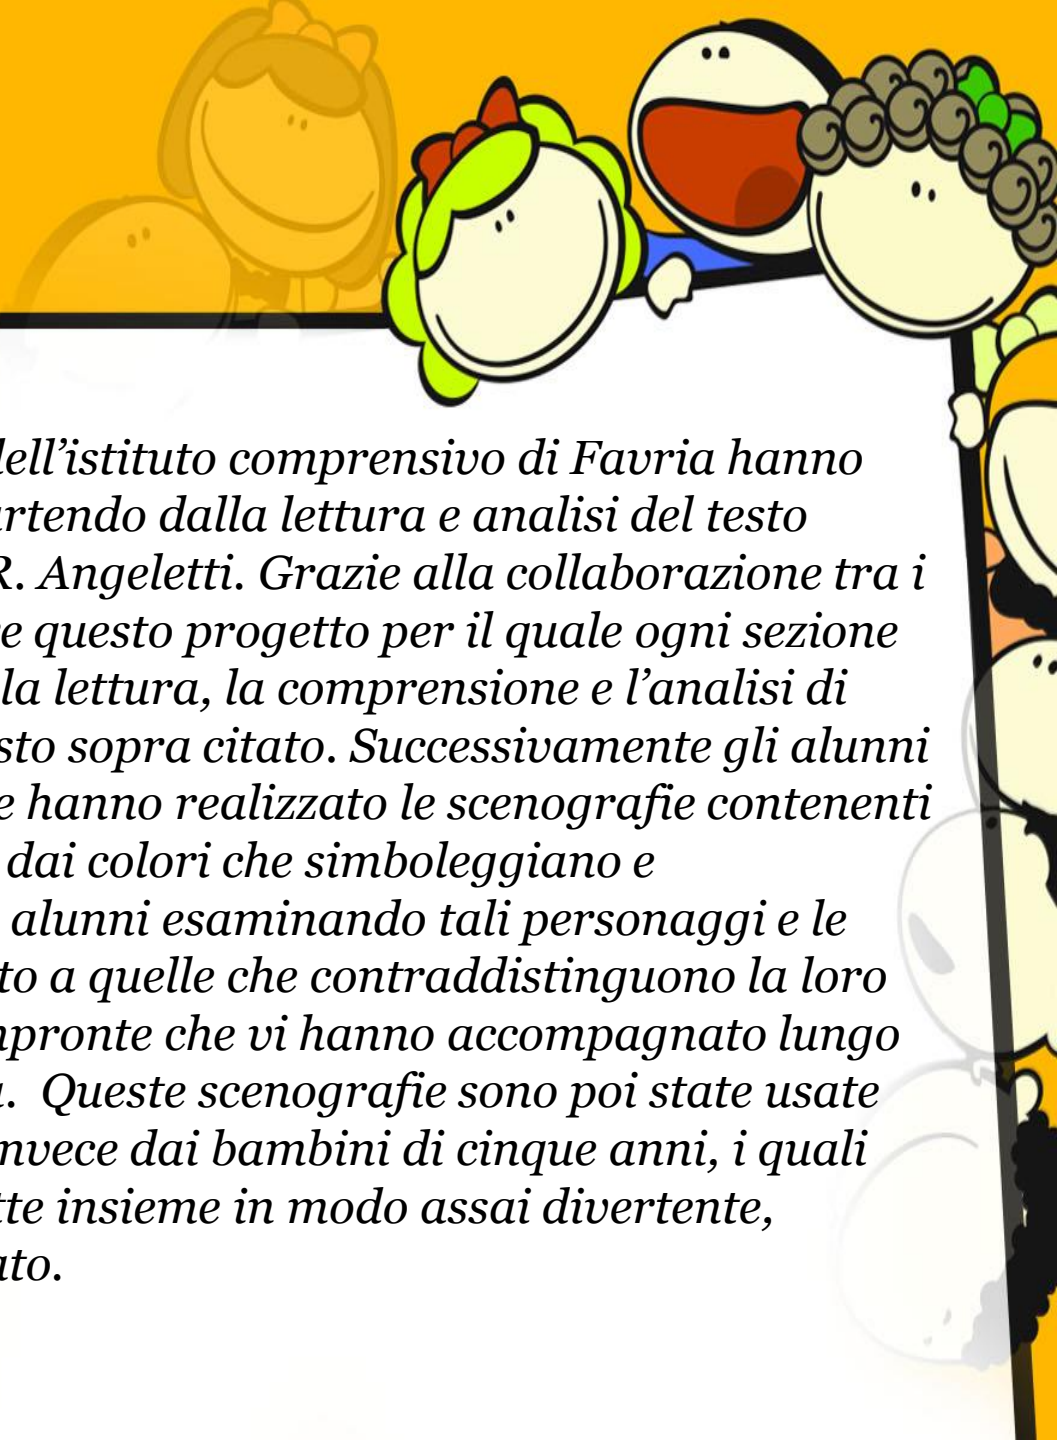 dell’istituto comprensivo di Favria hanno
artendo dalla lettura e analisi del testo
R. Angeletti. Grazie alla collaborazione tra i
e questo progetto per il quale ogni sezione
la lettura, la comprensione e l’analisi di
sto sopra citato. Successivamente gli alunni
e hanno realizzato le scenografie contenenti
dai colori che simboleggiano e
alunni esaminando tali personaggi e le
to a quelle che contraddistinguono la loro
mpronte che vi hanno accompagnato lungo
. Queste scenografie sono poi state usate
nvece dai bambini di cinque anni, i quali
tte insieme in modo assai divertente,
ato.